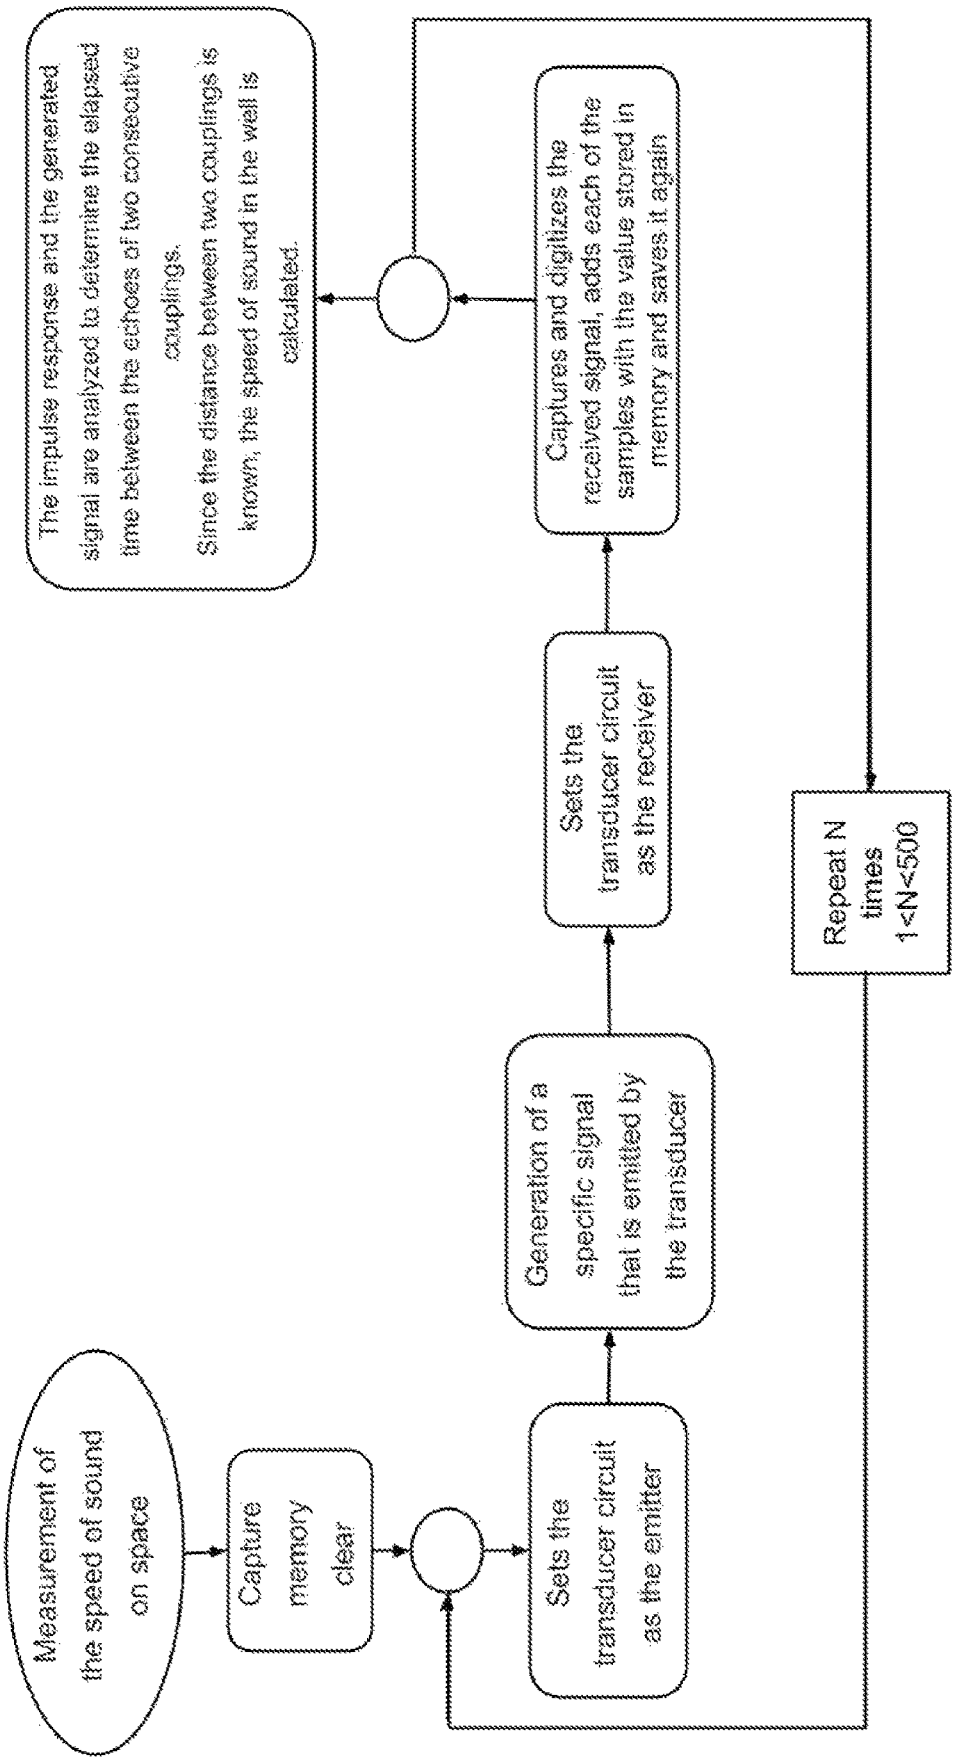 Measurement of
the speed of sound
on space
Capture
memory
clear
Sets the
transducer circuit
as the emitter
Generation of a
specific signal
that is emitted by
the transducer
Sets the
transducer circuit
as the receiver
Captures and digitizes the
received signal, adds each of the
samples with the value stored in
memory and saves it again
The impulse response and the generated
signal are analyzed to determine the elapsed
time between the echoes of two consecutive
couplings.
Since the distance between two couplings is
known, the speed of sound in the well is
calculated.
Repeat N
times
1<N<500